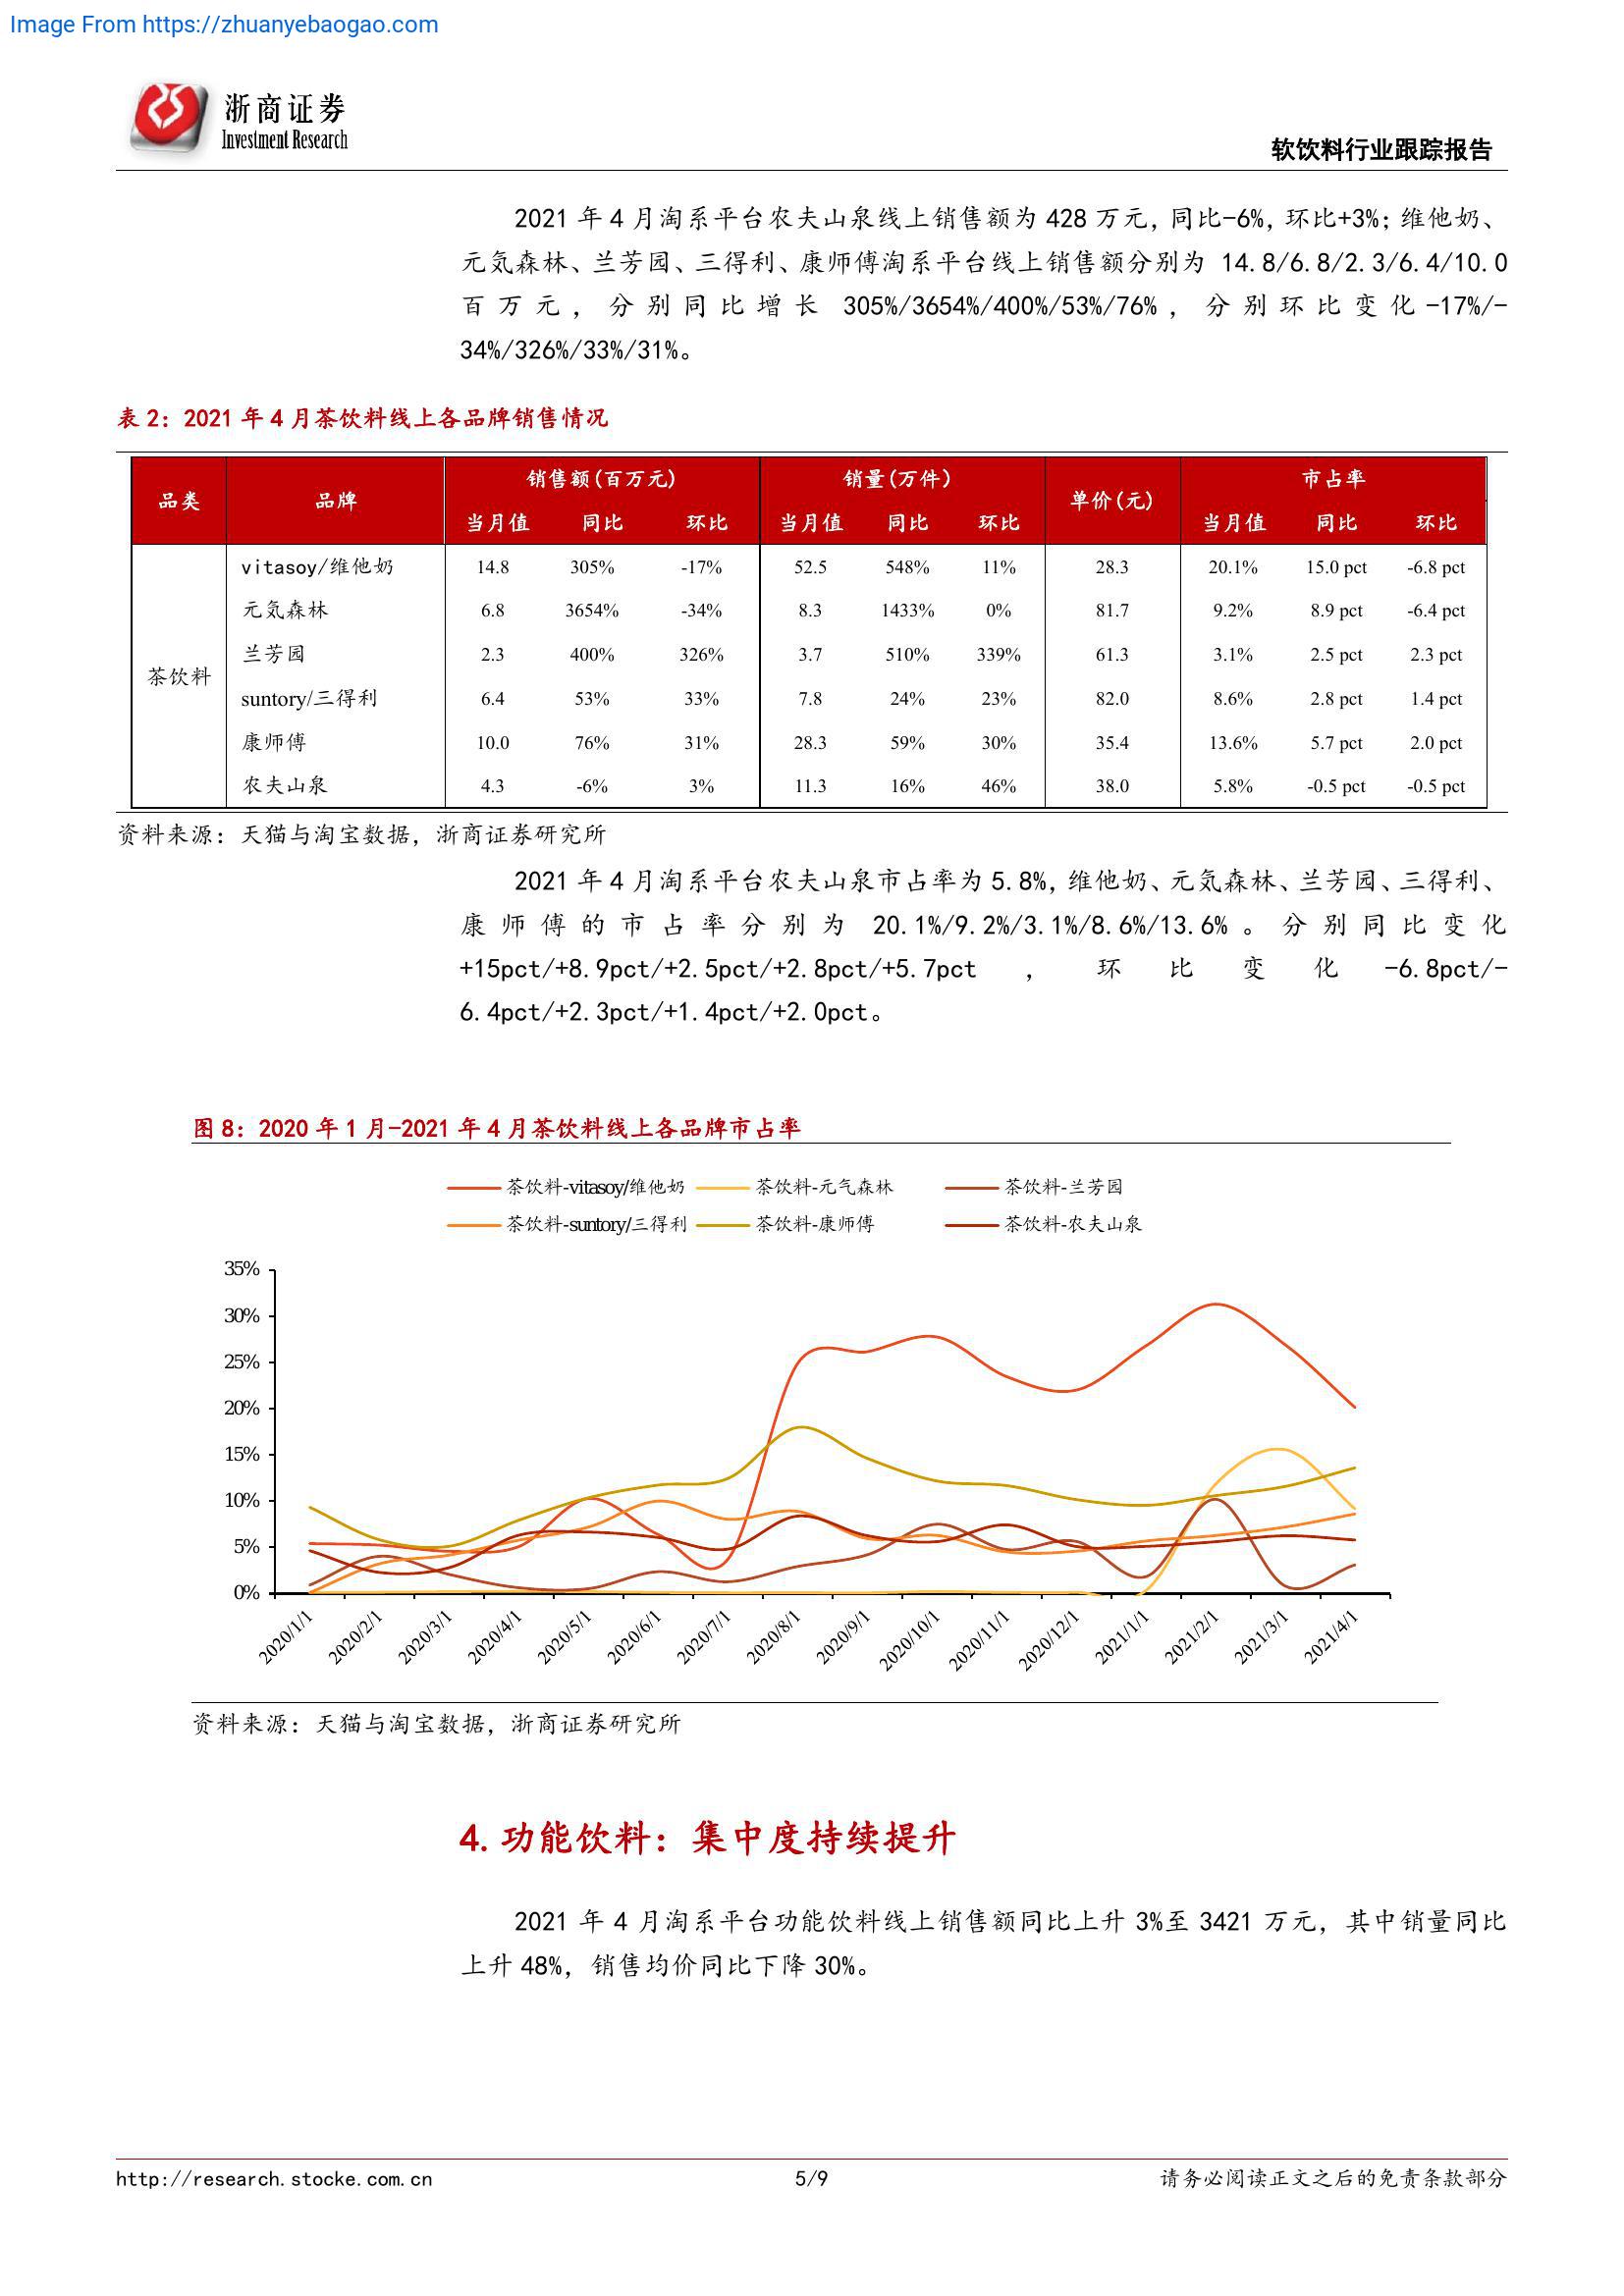 Image From https://zhuanyebaogao.com
浙商证券
Investment Research
软饮料行业跟踪报告
2021 年 4 月淘系平台农夫山泉线上销售额为 428 万元，同比-6%，环比+3%；维他奶、
元気森林、兰芳园、三得利、康师傅淘系平台线上销售额分别为 14.8/6.8/2.3/6.4/10.0
百万元，分别同比增长 305%/3654%/400%/53%/76%，分别环比变化-17%/-
34%/326%/33%/31%。
表 2：2021 年 4 月茶饮料线上各品牌销售情况
品类 品牌 销售额(百万元) 销量(万件) 单价(元) 市占率
当月值 同比 环比 当月值 同比 环比 当月值 同比 环比
茶饮料
vitasoy/维他奶 14.8 305% -17% 52.5 548% 11% 28.3 20.1% 15.0 pct -6.8 pct
元気森林 6.8 3654% -34% 8.3 1433% 0% 81.7 9.2% 8.9 pct -6.4 pct
兰芳园 2.3 400% 326% 3.7 510% 339% 61.3 3.1% 2.5 pct 2.3 pct
suntory/三得利 6.4 53% 33% 7.8 24% 23% 82.0 8.6% 2.8 pct 1.4 pct
康师傅 10.0 76% 31% 28.3 59% 30% 35.4 13.6% 5.7 pct 2.0 pct
农夫山泉 4.3 -6% 3% 11.3 16% 46% 38.0 5.8% -0.5 pct -0.5 pct
资料来源：天猫与淘宝数据，浙商证券研究所
2021 年 4 月淘系平台农夫山泉市占率为 5.8%，维他奶、元気森林、兰芳园、三得利、
康师傅的市占率分别为 20.1%/9.2%/3.1%/8.6%/13.6%。分别同比变化
+15pct/+8.9pct/+2.5pct/+2.8pct/+5.7pct，环比变化-6.8pct/-
6.4pct/+2.3pct/+1.4pct/+2.0pct。
图 8：2020 年 1 月-2021 年 4 月茶饮料线上各品牌市占率
茶饮料-vitasoy/维他奶 茶饮料-元气森林 茶饮料-兰芳园
茶饮料-suntory/三得利 茶饮料-康师傅 茶饮料-农夫山泉
35%
30%
25%
20%
15%
10%
5%
0%
2020/1/1 2020/2/1 2020/3/1 2020/4/1 2020/5/1 2020/6/1 2020/7/1 2020/8/1 2020/9/1 2020/10/1 2020/11/1 2020/12/1 2021/1/1 2021/2/1 2021/3/1 2021/4/1
资料来源：天猫与淘宝数据，浙商证券研究所
4. 功能饮料：集中度持续提升
2021 年 4 月淘系平台功能饮料线上销售额同比上升 3%至 3421 万元，其中销量同比
上升 48%，销售均价同比下降 30%。
http://research.stocke.com.cn 5/9 请务必阅读正文之后的免责条款部分